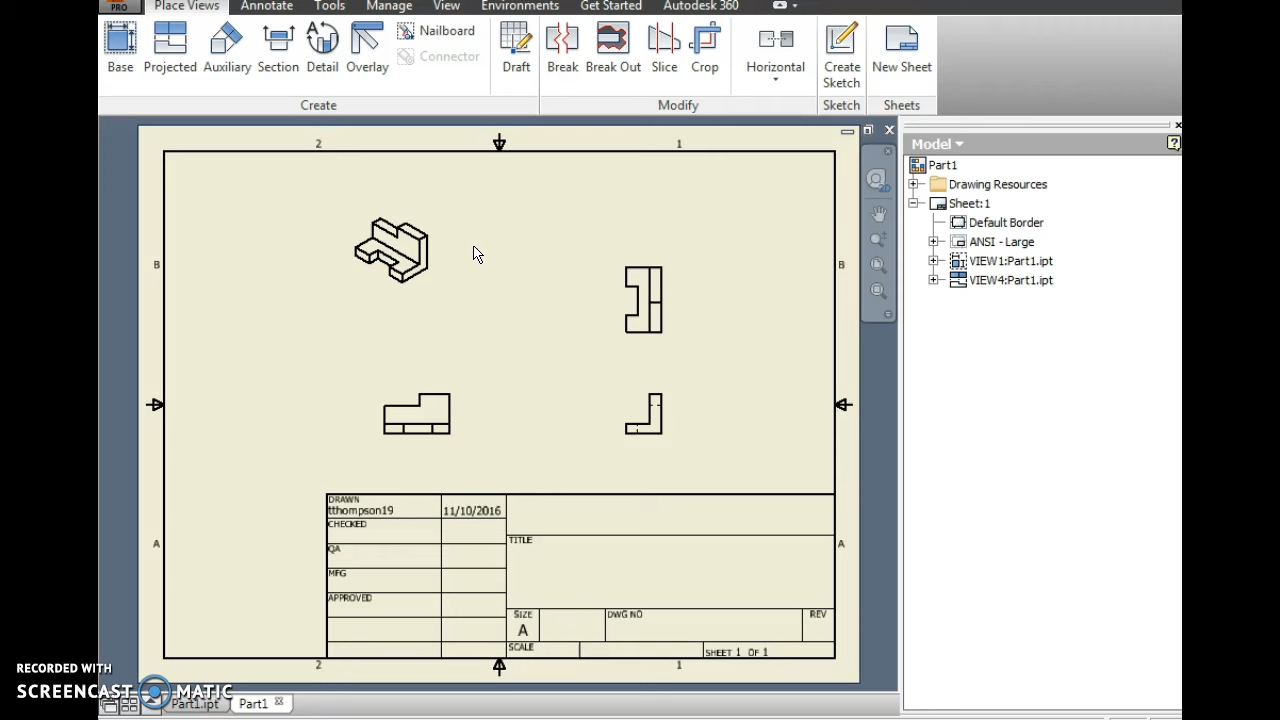 PRO
Place Views Annotate Tools Manage View Environments Get Started Autodesk 360
Base Projected Auxiliary Section Detail Overlay
Nailboard
Connector
Draft Break Break Out Slice Crop Horizontal Create Sketch New Sheet
Create Modify Sketch Sheets
Model
Part1
Drawing Resources
Sheet:1
Default Border
ANSI - Large
VIEW1:Part1.ipt
VIEW4:Part1.ipt
2 1
B B
A A
DRAWN
tthompson19 11/10/2016
CHECKED
QA
MFG
APPROVED
TITLE
SIZE
A
DWG NO
REV
SCALE
SHEET 1 OF 1
2 1
RECORDED WITH
SCREENCAST MATIC
Part1.ipt Part1